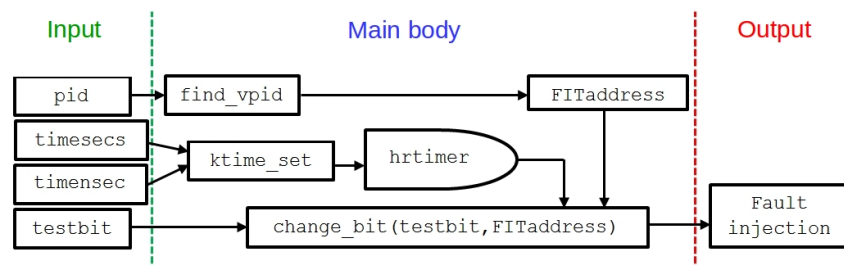 Input
Main body
Output
pid
find_vpid
FITaddress
timesecs
ktime_set
hrtimer
timensec
testbit
change_bit(testbit,FITaddress)
Fault
injection